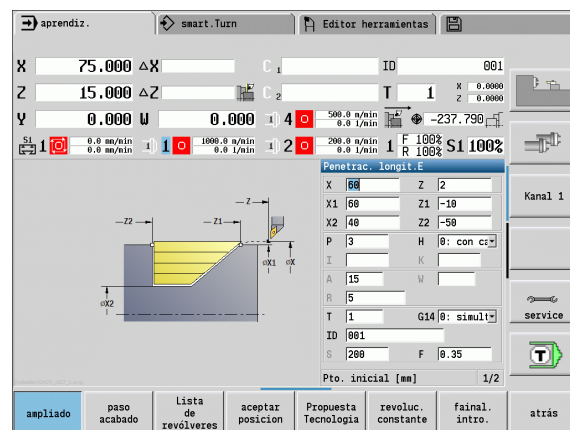 aprendiz. smart.Turn Editor herramientas
X 75.000 △X C 1 ID 001
Z 15.000 △Z C 2 T 1 X 0.0000 Z 0.0000
Y 0.000 W 0.000 4 500.0 m/min 0.0 1/min -237.790
S1 1 0.0 mm/min 0.0 mm/min 1 1000.0 m/min 0.0 1/min 2 200.0 m/min 0.0 1/min 1 F 100% R 100% S1 100%
Penetrac. longit.E
X 60 Z 2
X1 60 Z1 -10
X2 40 Z2 -50
P 3 H 0: con co
I K
A 15 W
R 5
T 1 G14 0: simult
ID 001
S 200 F 0.35
Pto. inicial [mm] 1/2
Z
Z2 Z1
øX1 øX
øX2
Kanal 1
service
T
ampliado
paso acabado
Lista de revólveres
aceptar posicion
Propuesta Tecnología
revoluc. constante
fainal. intro.
atrás